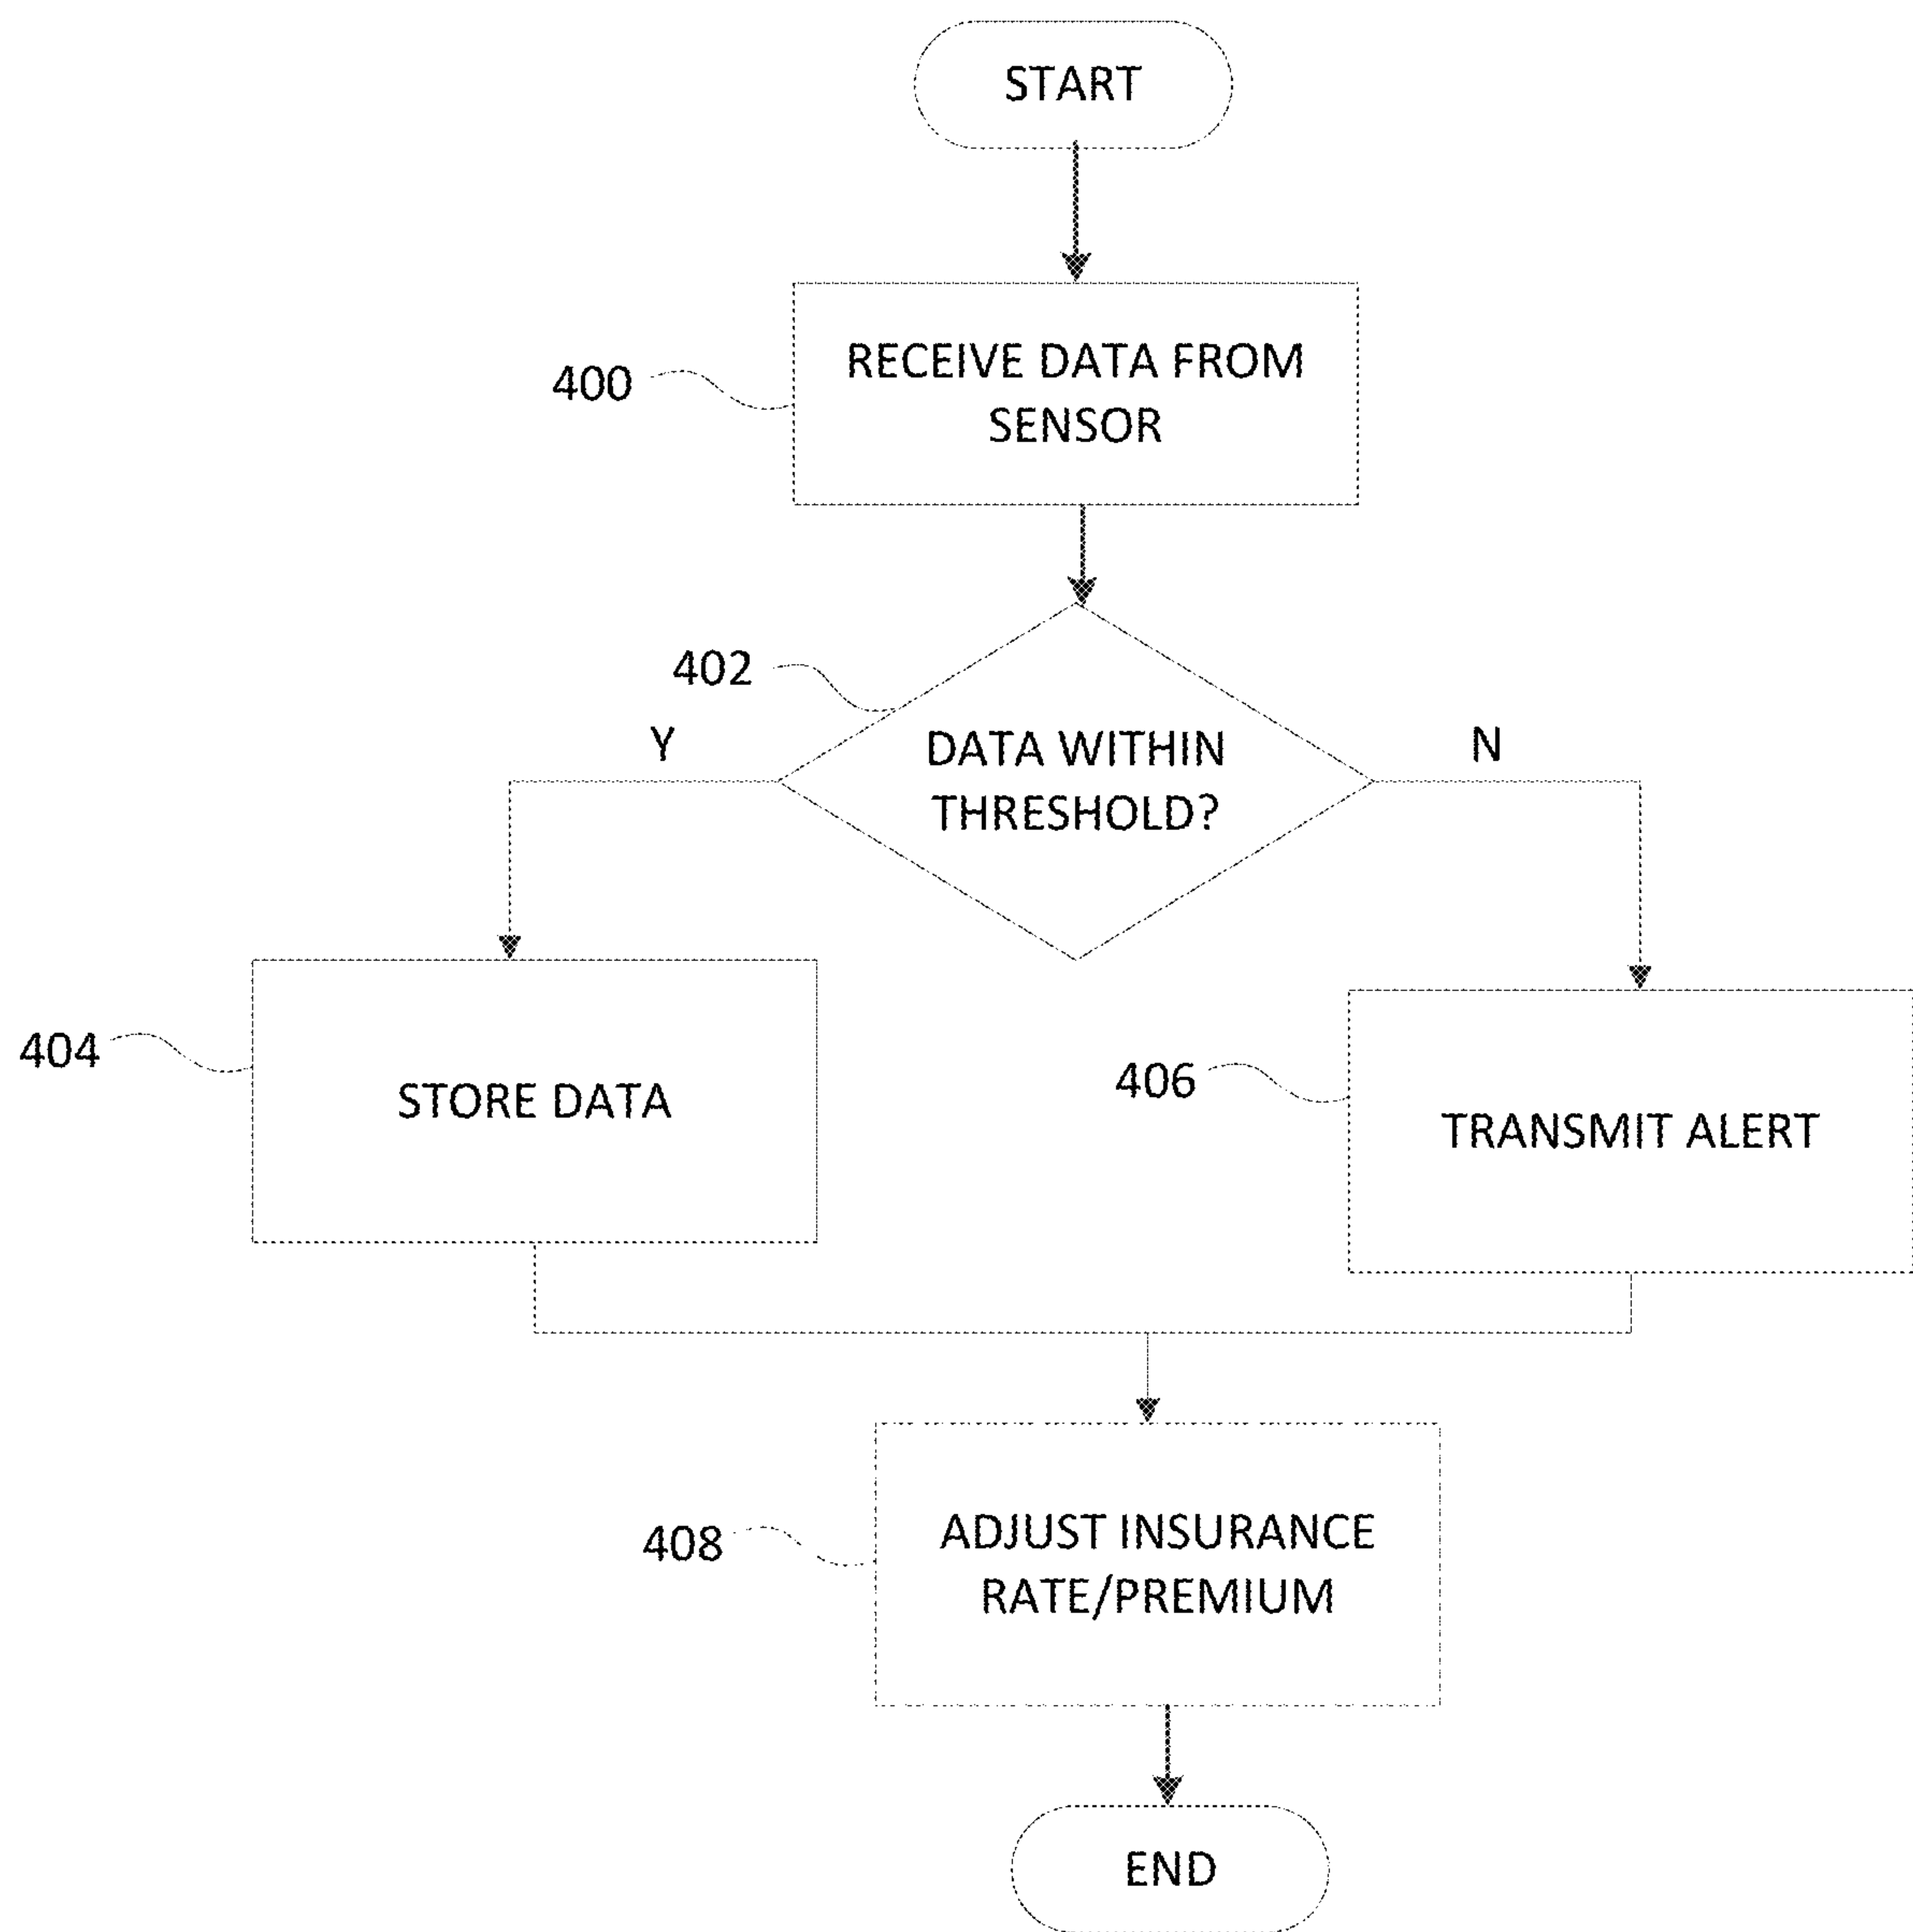 START
400
RECEIVE DATA FROM
SENSOR
402
Y
DATA WITHIN
THRESHOLD?
N
404
STORE DATA
406
TRANSMIT ALERT
408
ADJUST INSURANCE
RATE/PREMIUM
END